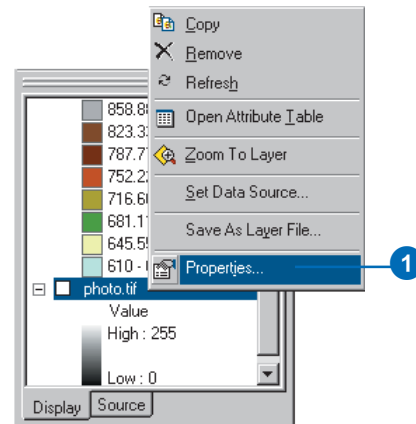 Copy
Remove
Refresh
Open Attribute Table
Zoom To Layer
Set Data Source...
Save As Layer File...
Properties...
1
858.8
823.3
787.7
752.2
716.6
681.1
645.5
610 -
photo.tif
Value
High : 255
Low : 0
Display
Source